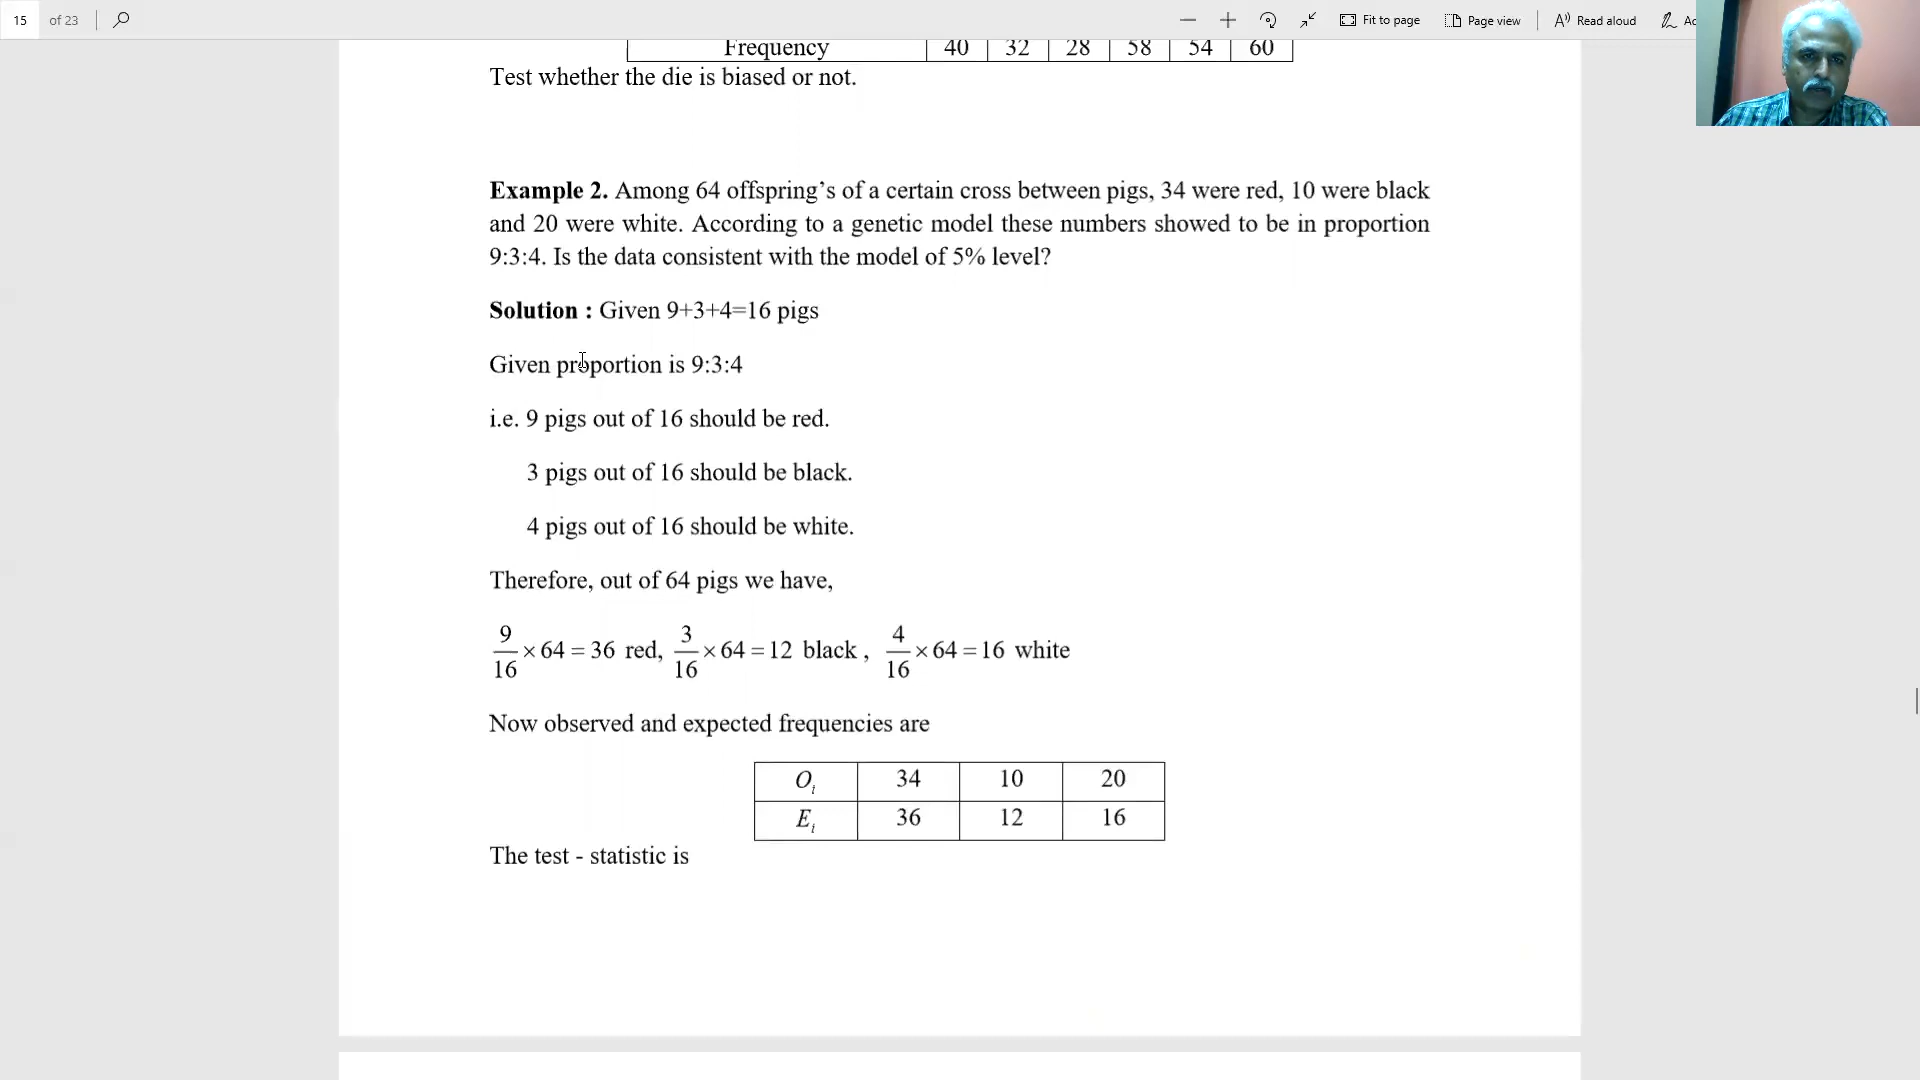 15 of 23 Fit to page Page view Read aloud
Frequency 40 32 28 58 54 60
Test whether the die is biased or not.
Example 2. Among 64 offspring’s of a certain cross between pigs, 34 were red, 10 were black
and 20 were white. According to a genetic model these numbers showed to be in proportion
9:3:4. Is the data consistent with the model of 5% level?
Solution : Given 9+3+4=16 pigs
Given proportion is 9:3:4
i.e. 9 pigs out of 16 should be red.
3 pigs out of 16 should be black.
4 pigs out of 16 should be white.
Therefore, out of 64 pigs we have,
9/16 × 64 = 36 red, 3/16 × 64 = 12 black , 4/16 × 64 = 16 white
Now observed and expected frequencies are
O_i 34 10 20
E_i 36 12 16
The test - statistic is